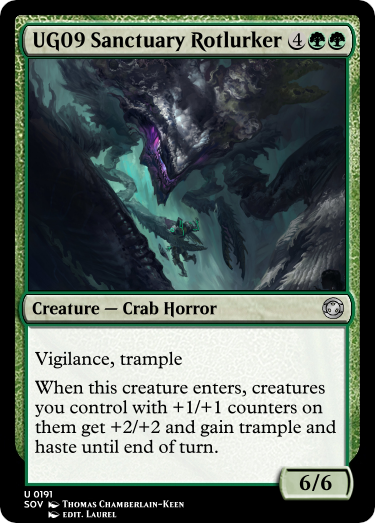 UG09 Sanctuary Rotlurker 4
Creature — Crab Horror
Vigilance, trample
When this creature enters, creatures
you control with +1/+1 counters on
them get +2/+2 and gain trample and
haste until end of turn.
6/6
U 0191
SOV Thomas Chamberlain-Keen
edit. Laurel